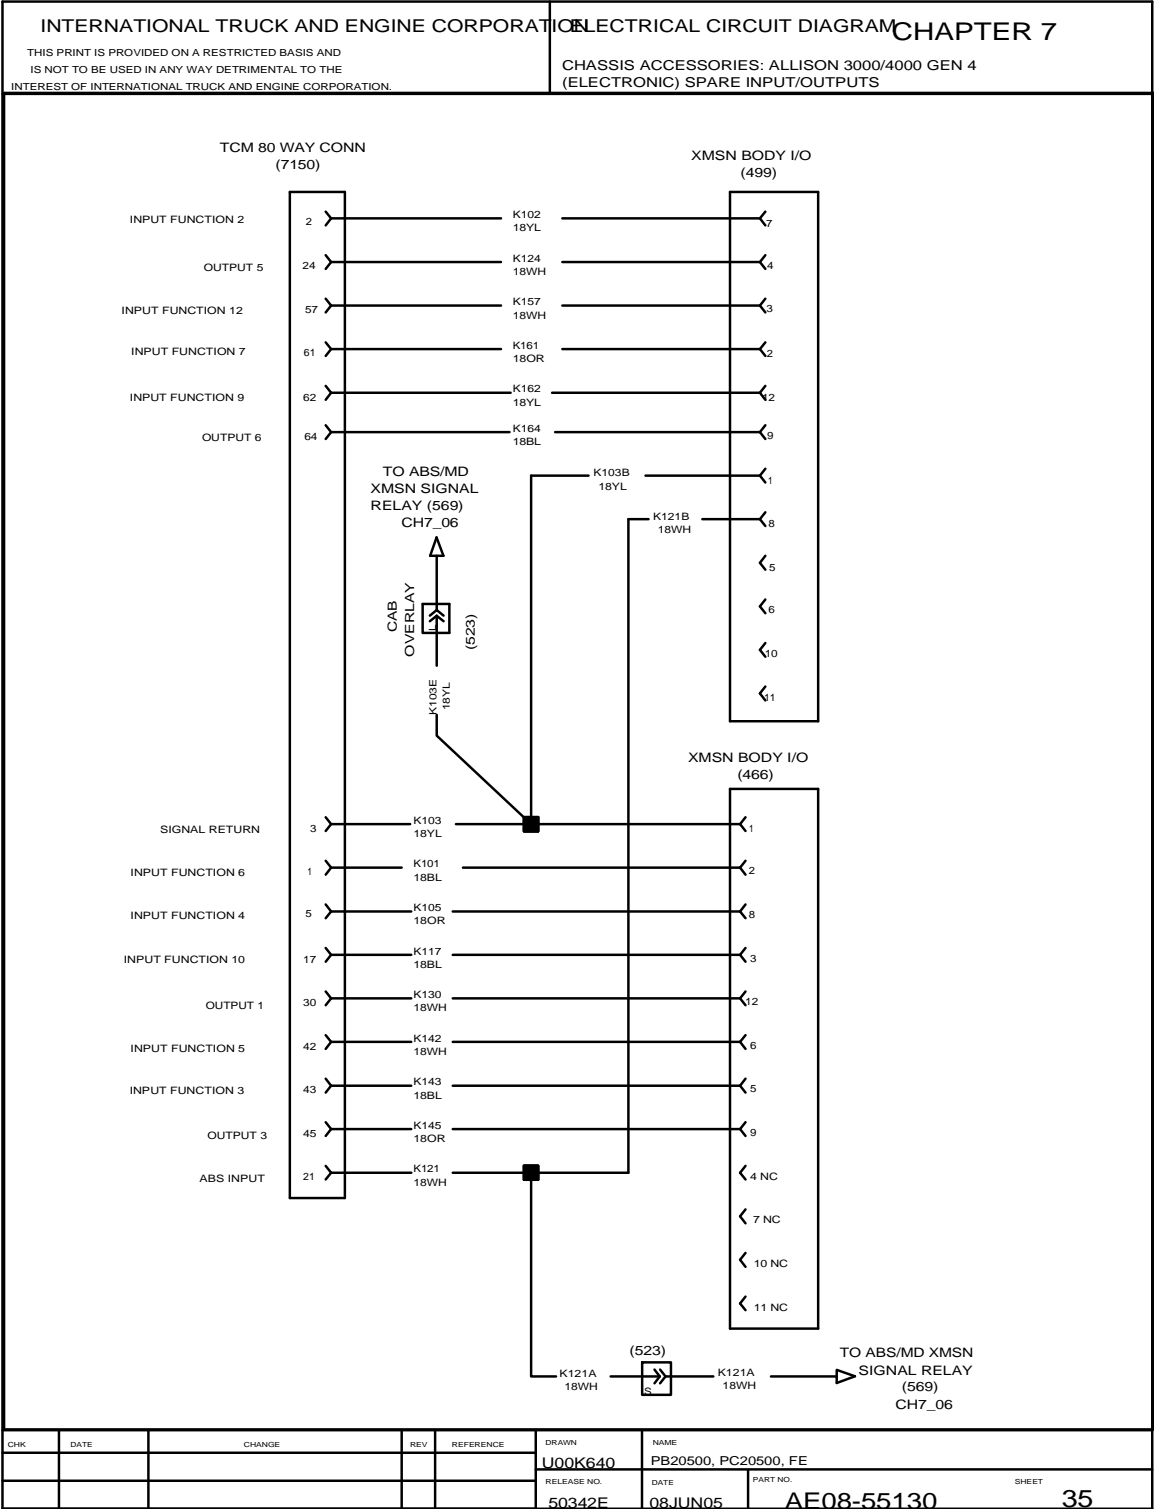 INTERNATIONAL TRUCK AND ENGINE CORPORATION
THIS PRINT IS PROVIDED ON A RESTRICTED BASIS AND
IS NOT TO BE USED IN ANY WAY DETRIMENTAL TO THE
INTEREST OF INTERNATIONAL TRUCK AND ENGINE CORPORATION.
ELECTRICAL CIRCUIT DIAGRAM
CHAPTER 7
CHASSIS ACCESSORIES: ALLISON 3000/4000 GEN 4
(ELECTRONIC) SPARE INPUT/OUTPUTS
TCM 80 WAY CONN
(7150)
XMSN BODY I/O
(499)
INPUT FUNCTION 2 2 K102 7
18YL
OUTPUT 5 24 K124 4
18WH
INPUT FUNCTION 12 57 K157 3
18WH
INPUT FUNCTION 7 61 K161 2
18OR
INPUT FUNCTION 9 62 K162 12
18YL
OUTPUT 6 64 K164 9
18BL
TO ABS/MD
XMSN SIGNAL
RELAY (569)
CH7_06
K103B 1
18YL
K121B 8
18WH
5
6
10
11
CAB
OVERLAY
L
(523)
K103E
18YL
XMSN BODY I/O
(466)
SIGNAL RETURN 3 K103 1
18YL
INPUT FUNCTION 6 1 K101 2
18BL
INPUT FUNCTION 4 5 K105 8
18OR
INPUT FUNCTION 10 17 K117 3
18BL
OUTPUT 1 30 K130 12
18WH
INPUT FUNCTION 5 42 K142 6
18WH
INPUT FUNCTION 3 43 K143 5
18BL
OUTPUT 3 45 K145 9
18OR
ABS INPUT 21 K121 4 NC
18WH
7 NC
10 NC
11 NC
(523)
K121A S K121A
18WH 18WH
TO ABS/MD XMSN
SIGNAL RELAY
(569)
CH7_06
CHK DATE CHANGE REV REFERENCE
DRAWN
U00K640
NAME
PB20500, PC20500, FE
RELEASE NO.
50342E
DATE
08JUN05
PART NO.
AE08-55130
SHEET
35